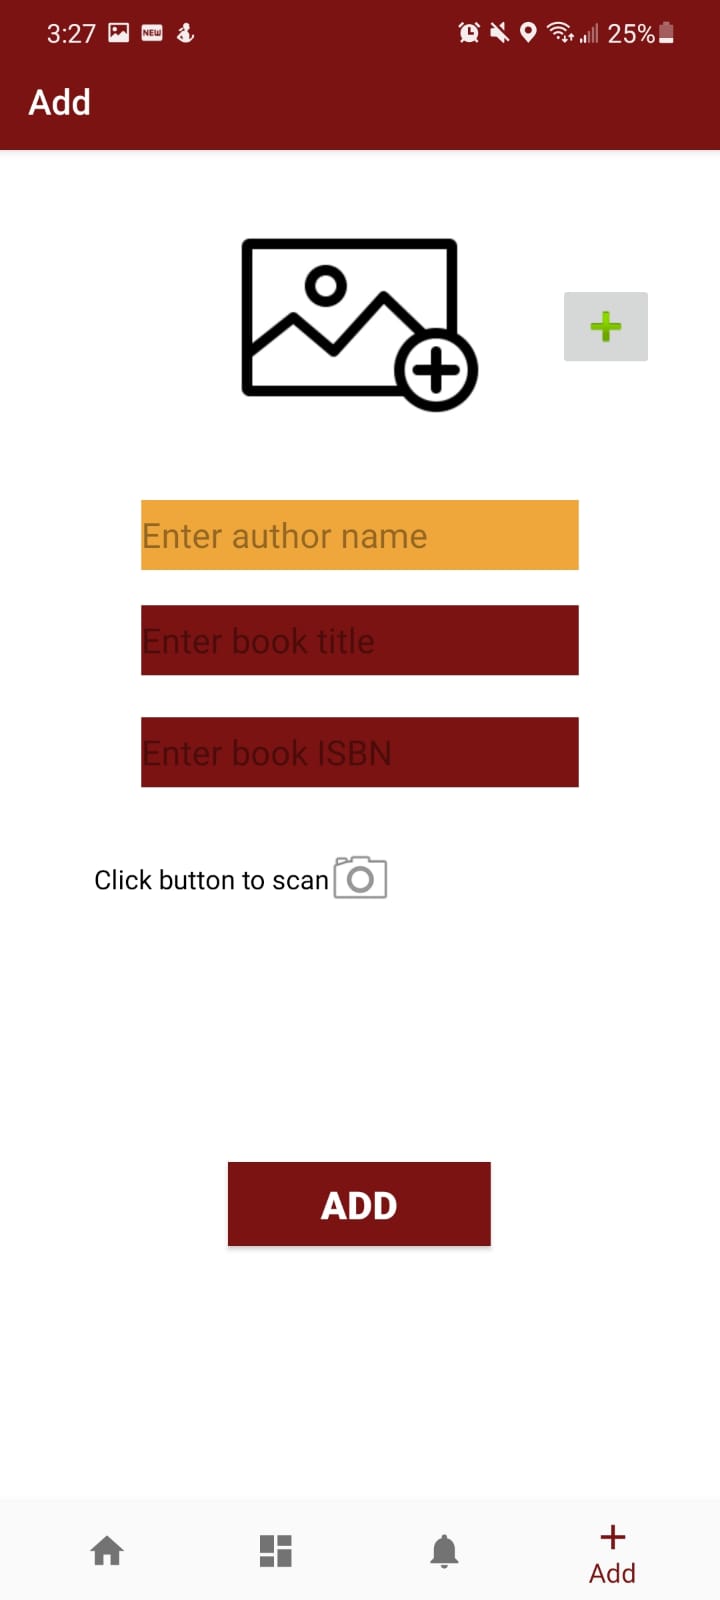 3:27 NEW 25%
Add
Enter author name
Enter book title
Enter book ISBN
Click button to scan
ADD
Add